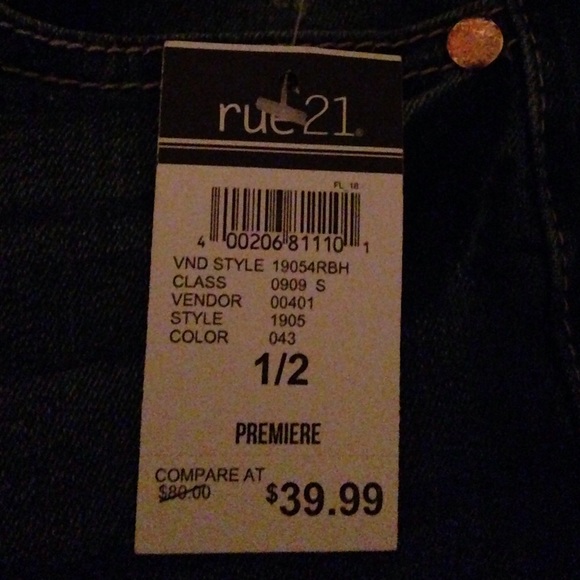 rue21®
FL 16
4 00206 81110 1
VND STYLE 19054RBH
CLASS 0909 S
VENDOR 00401
STYLE 1905
COLOR 043
1/2
PREMIERE
COMPARE AT
$80.00 $39.99